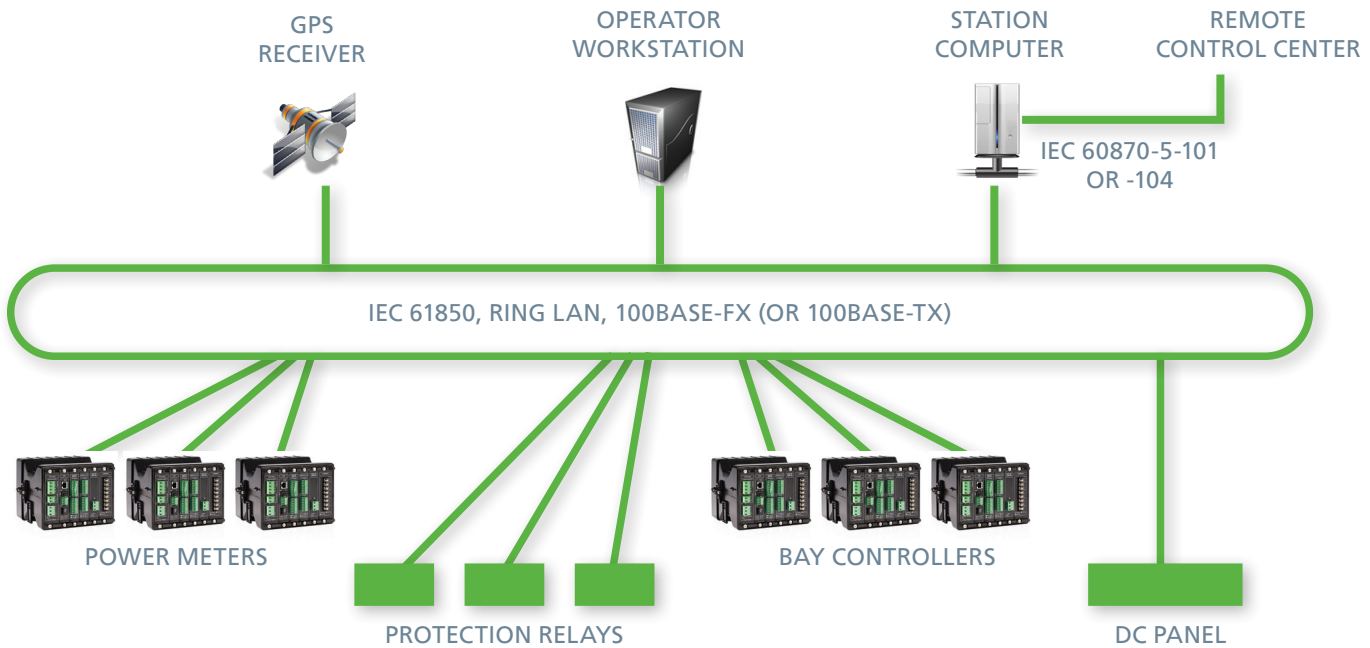 GPS
RECEIVER
OPERATOR
WORKSTATION
STATION
COMPUTER
REMOTE
CONTROL CENTER
IEC 60870-5-101
OR -104
IEC 61850, RING LAN, 100BASE-FX (OR 100BASE-TX)
POWER METERS
BAY CONTROLLERS
PROTECTION RELAYS
DC PANEL